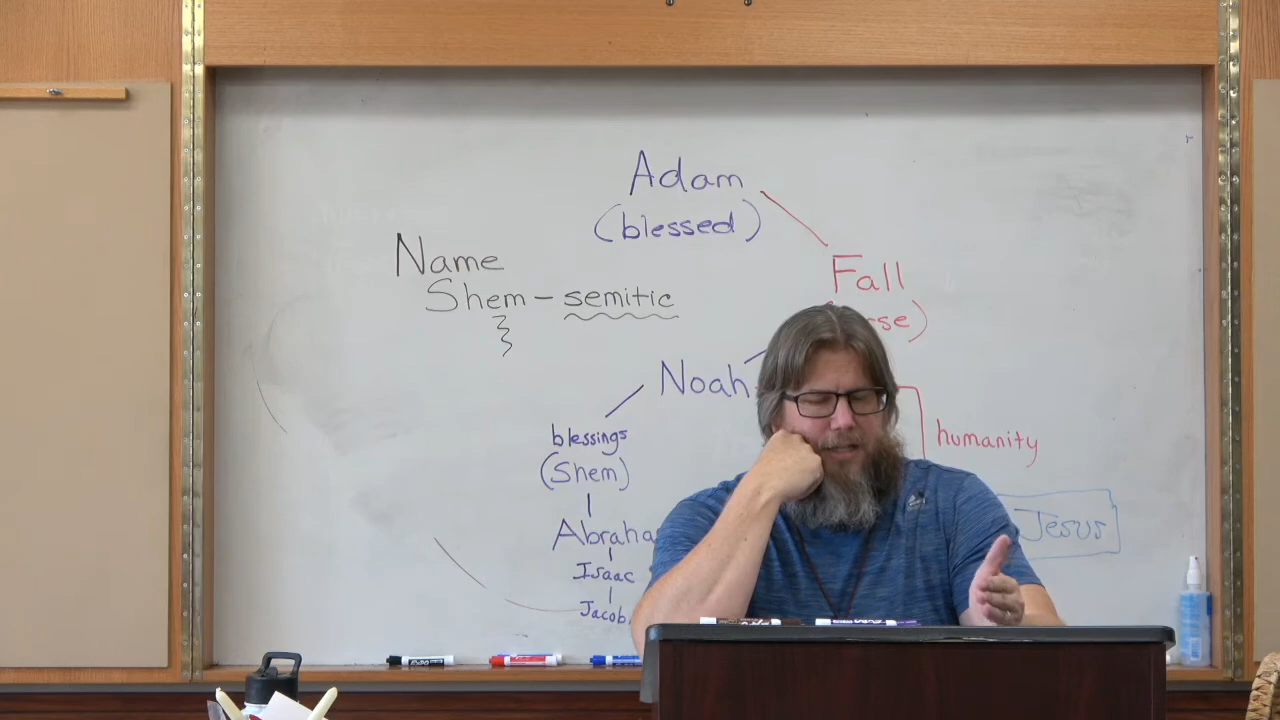 Adam
(blessed)
Name
Fall
Shem - semitic
Noah
humanity
blessings
(Shem)
Jesus
Isaac
Jacob